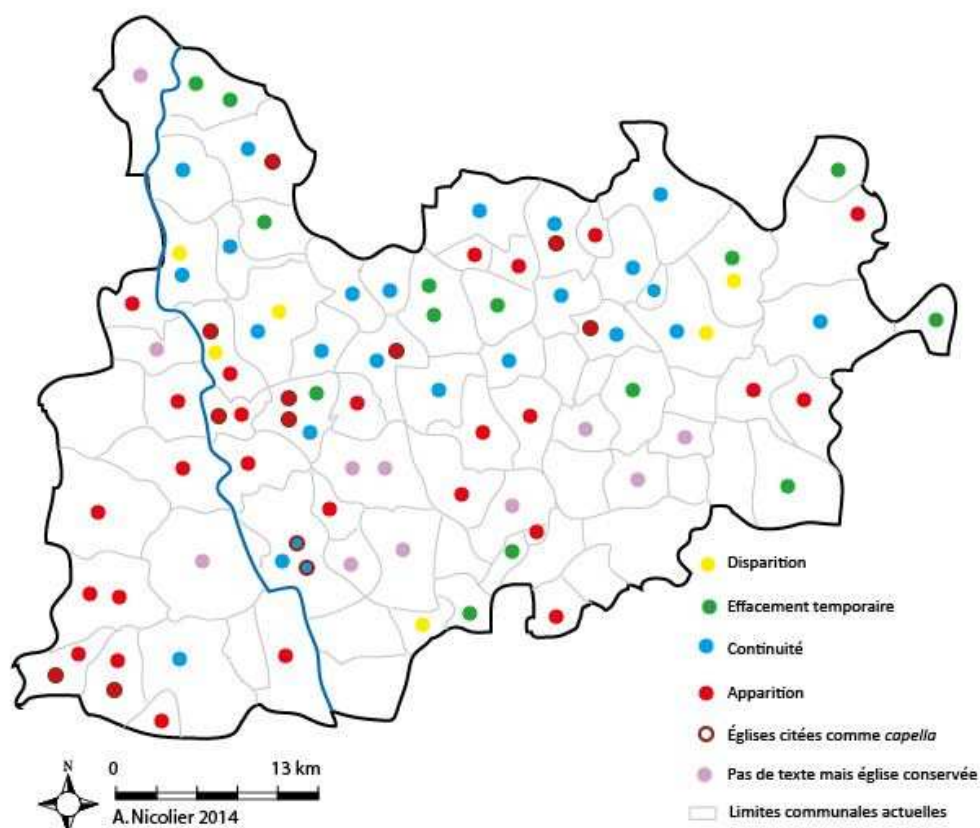 Disparition
Effacement temporaire
Continuité
Apparition
Églises citées comme capella
Pas de texte mais église conservée
Limites communales actuelles
N
0 13 km
A. Nicolier 2014